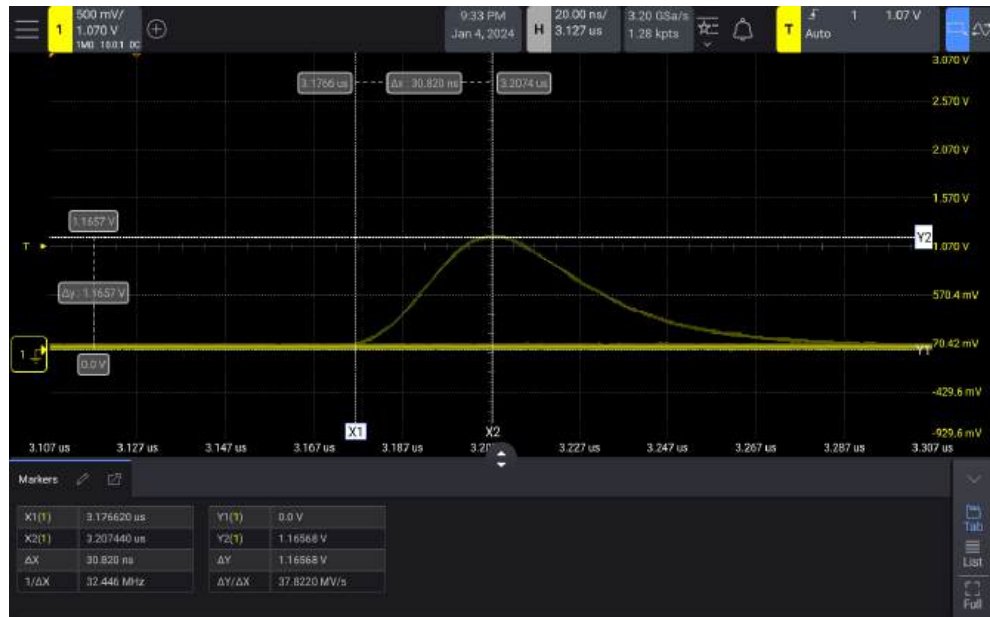 1 500 mV/ 1.070 V 1MΩ 10.0:1 DC
9:33 PM
Jan 4, 2024
H 20.00 ns/ 3.127 us
3.20 GSa/s
1.28 kpts
T 1 1.07 V
Auto
3.1766 us Δx: 30.820 ns 3.2074 us
3.070 V
2.570 V
2.070 V
1.570 V
1.1657 V
T Y2 1.070 V
Δy: 1.1657 V 570.4 mV
1 Y1 70.42 mV
0.0 V
-429.6 mV
X1 X2 -929.6 mV
3.107 us 3.127 us 3.147 us 3.167 us 3.187 us 3.227 us 3.247 us 3.267 us 3.287 us 3.307 us
Markers
X1(1) 3.176620 us Y1(1) 0.0 V
X2(1) 3.207440 us Y2(1) 1.16568 V
ΔX 30.820 ns ΔY 1.16568 V
1/ΔX 32.446 MHz ΔY/ΔX 37.8220 MV/s
Tab
List
Full